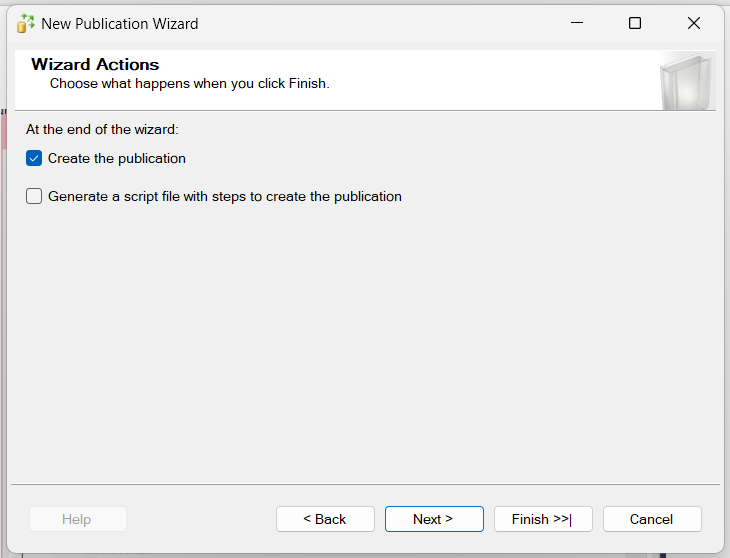 New Publication Wizard
Wizard Actions
Choose what happens when you click Finish.
At the end of the wizard:
Create the publication
Generate a script file with steps to create the publication
Help
< Back
Next >
Finish >>|
Cancel